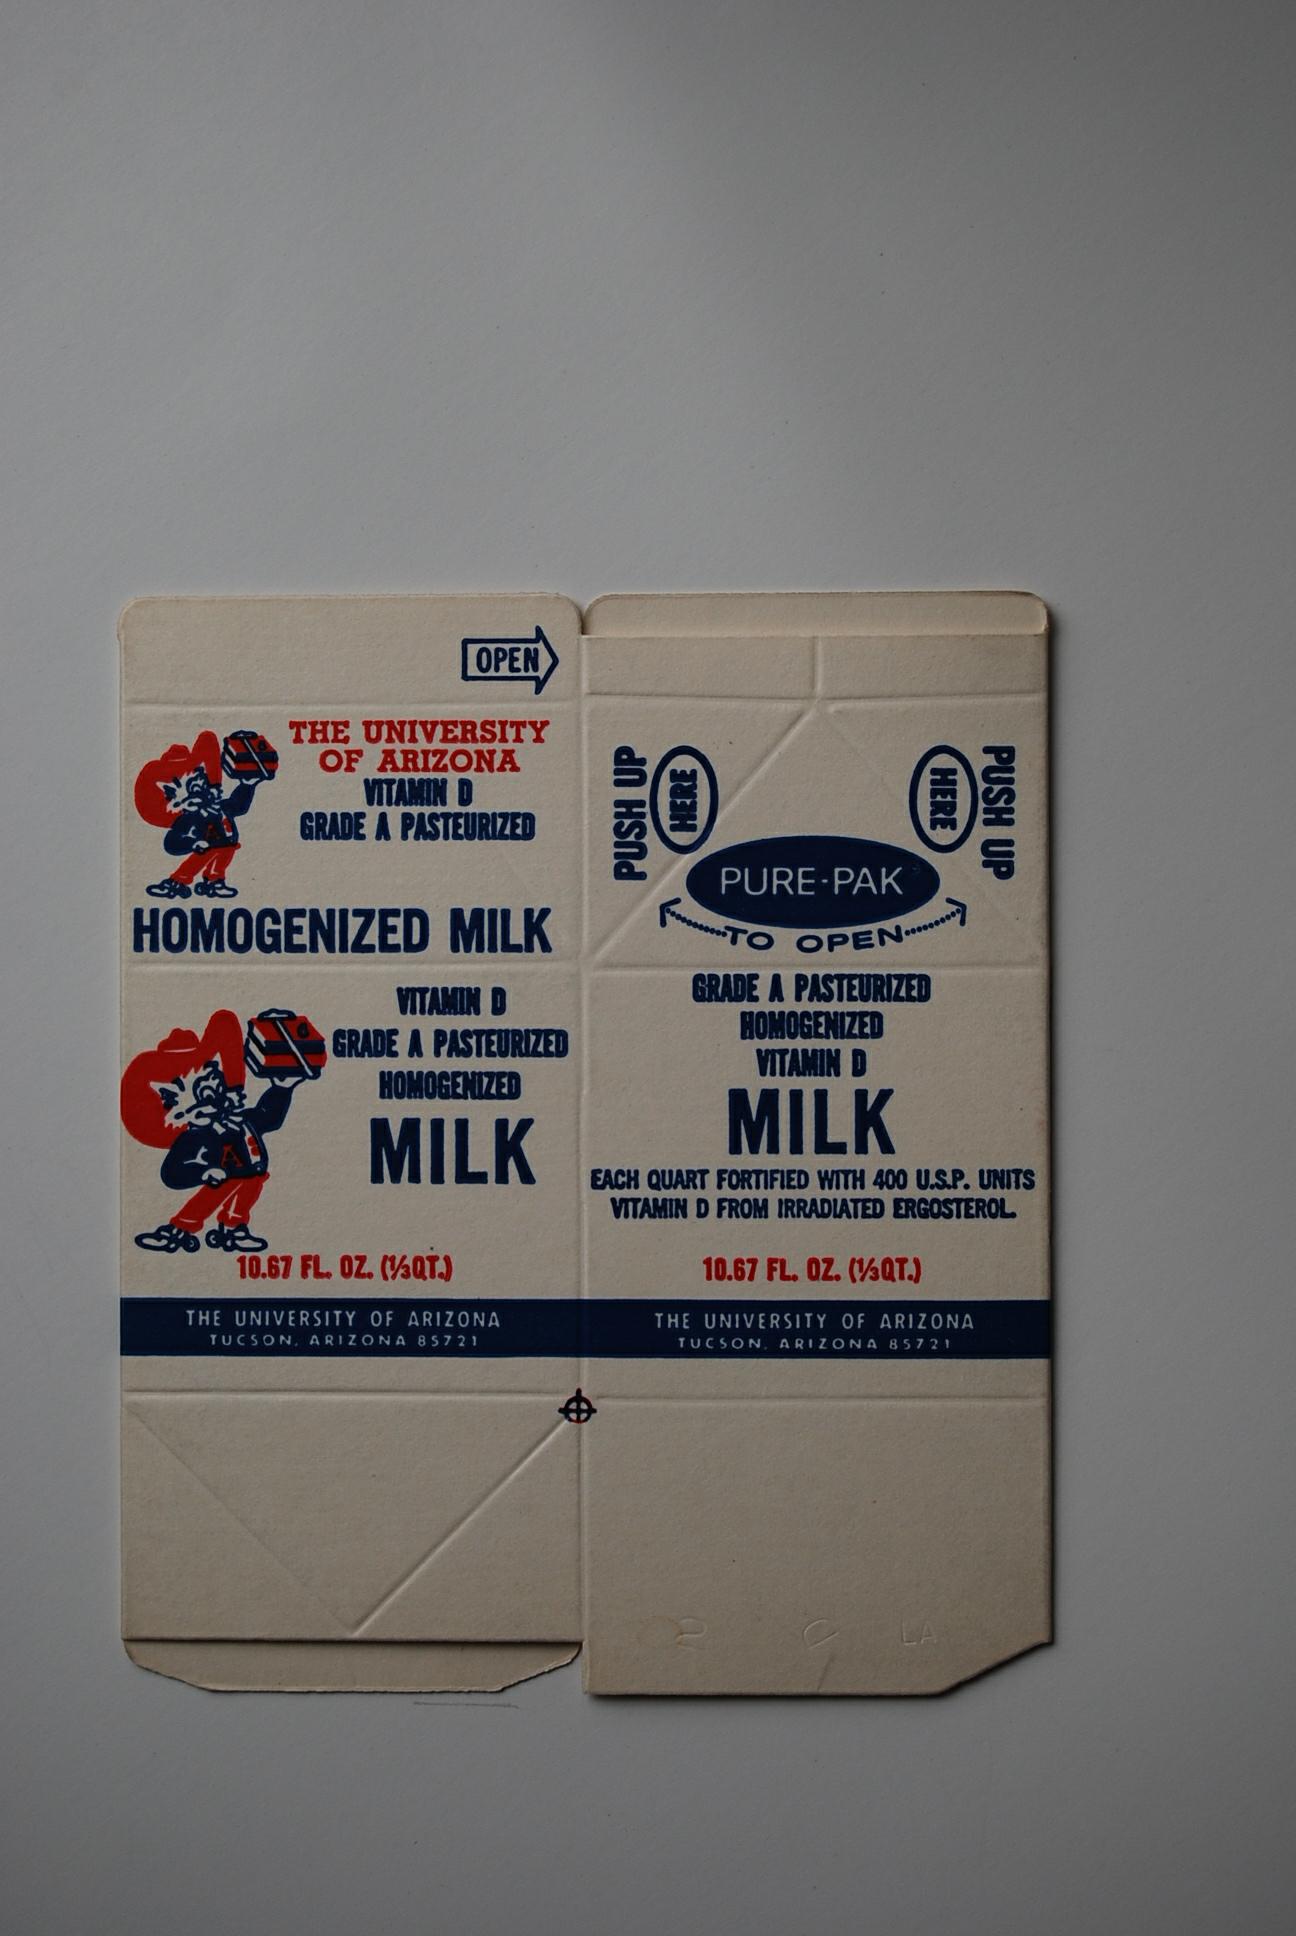 OPEN
THE UNIVERSITY
OF ARIZONA
VITAMIN D
GRADE A PASTEURIZED
A
HOMOGENIZED MILK
VITAMIN D
GRADE A PASTEURIZED
HOMOGENIZED
MILK
A
10.67 FL. OZ. (⅓QT.)
THE UNIVERSITY OF ARIZONA
TUCSON, ARIZONA 85721
PUSH UP
HERE
HERE
PUSH UP
PURE-PAK
TO OPEN
GRADE A PASTEURIZED
HOMOGENIZED
VITAMIN D
MILK
EACH QUART FORTIFIED WITH 400 U.S.P. UNITS
VITAMIN D FROM IRRADIATED ERGOSTEROL.
10.67 FL. OZ. (⅓QT.)
THE UNIVERSITY OF ARIZONA
TUCSON, ARIZONA 85721
LA